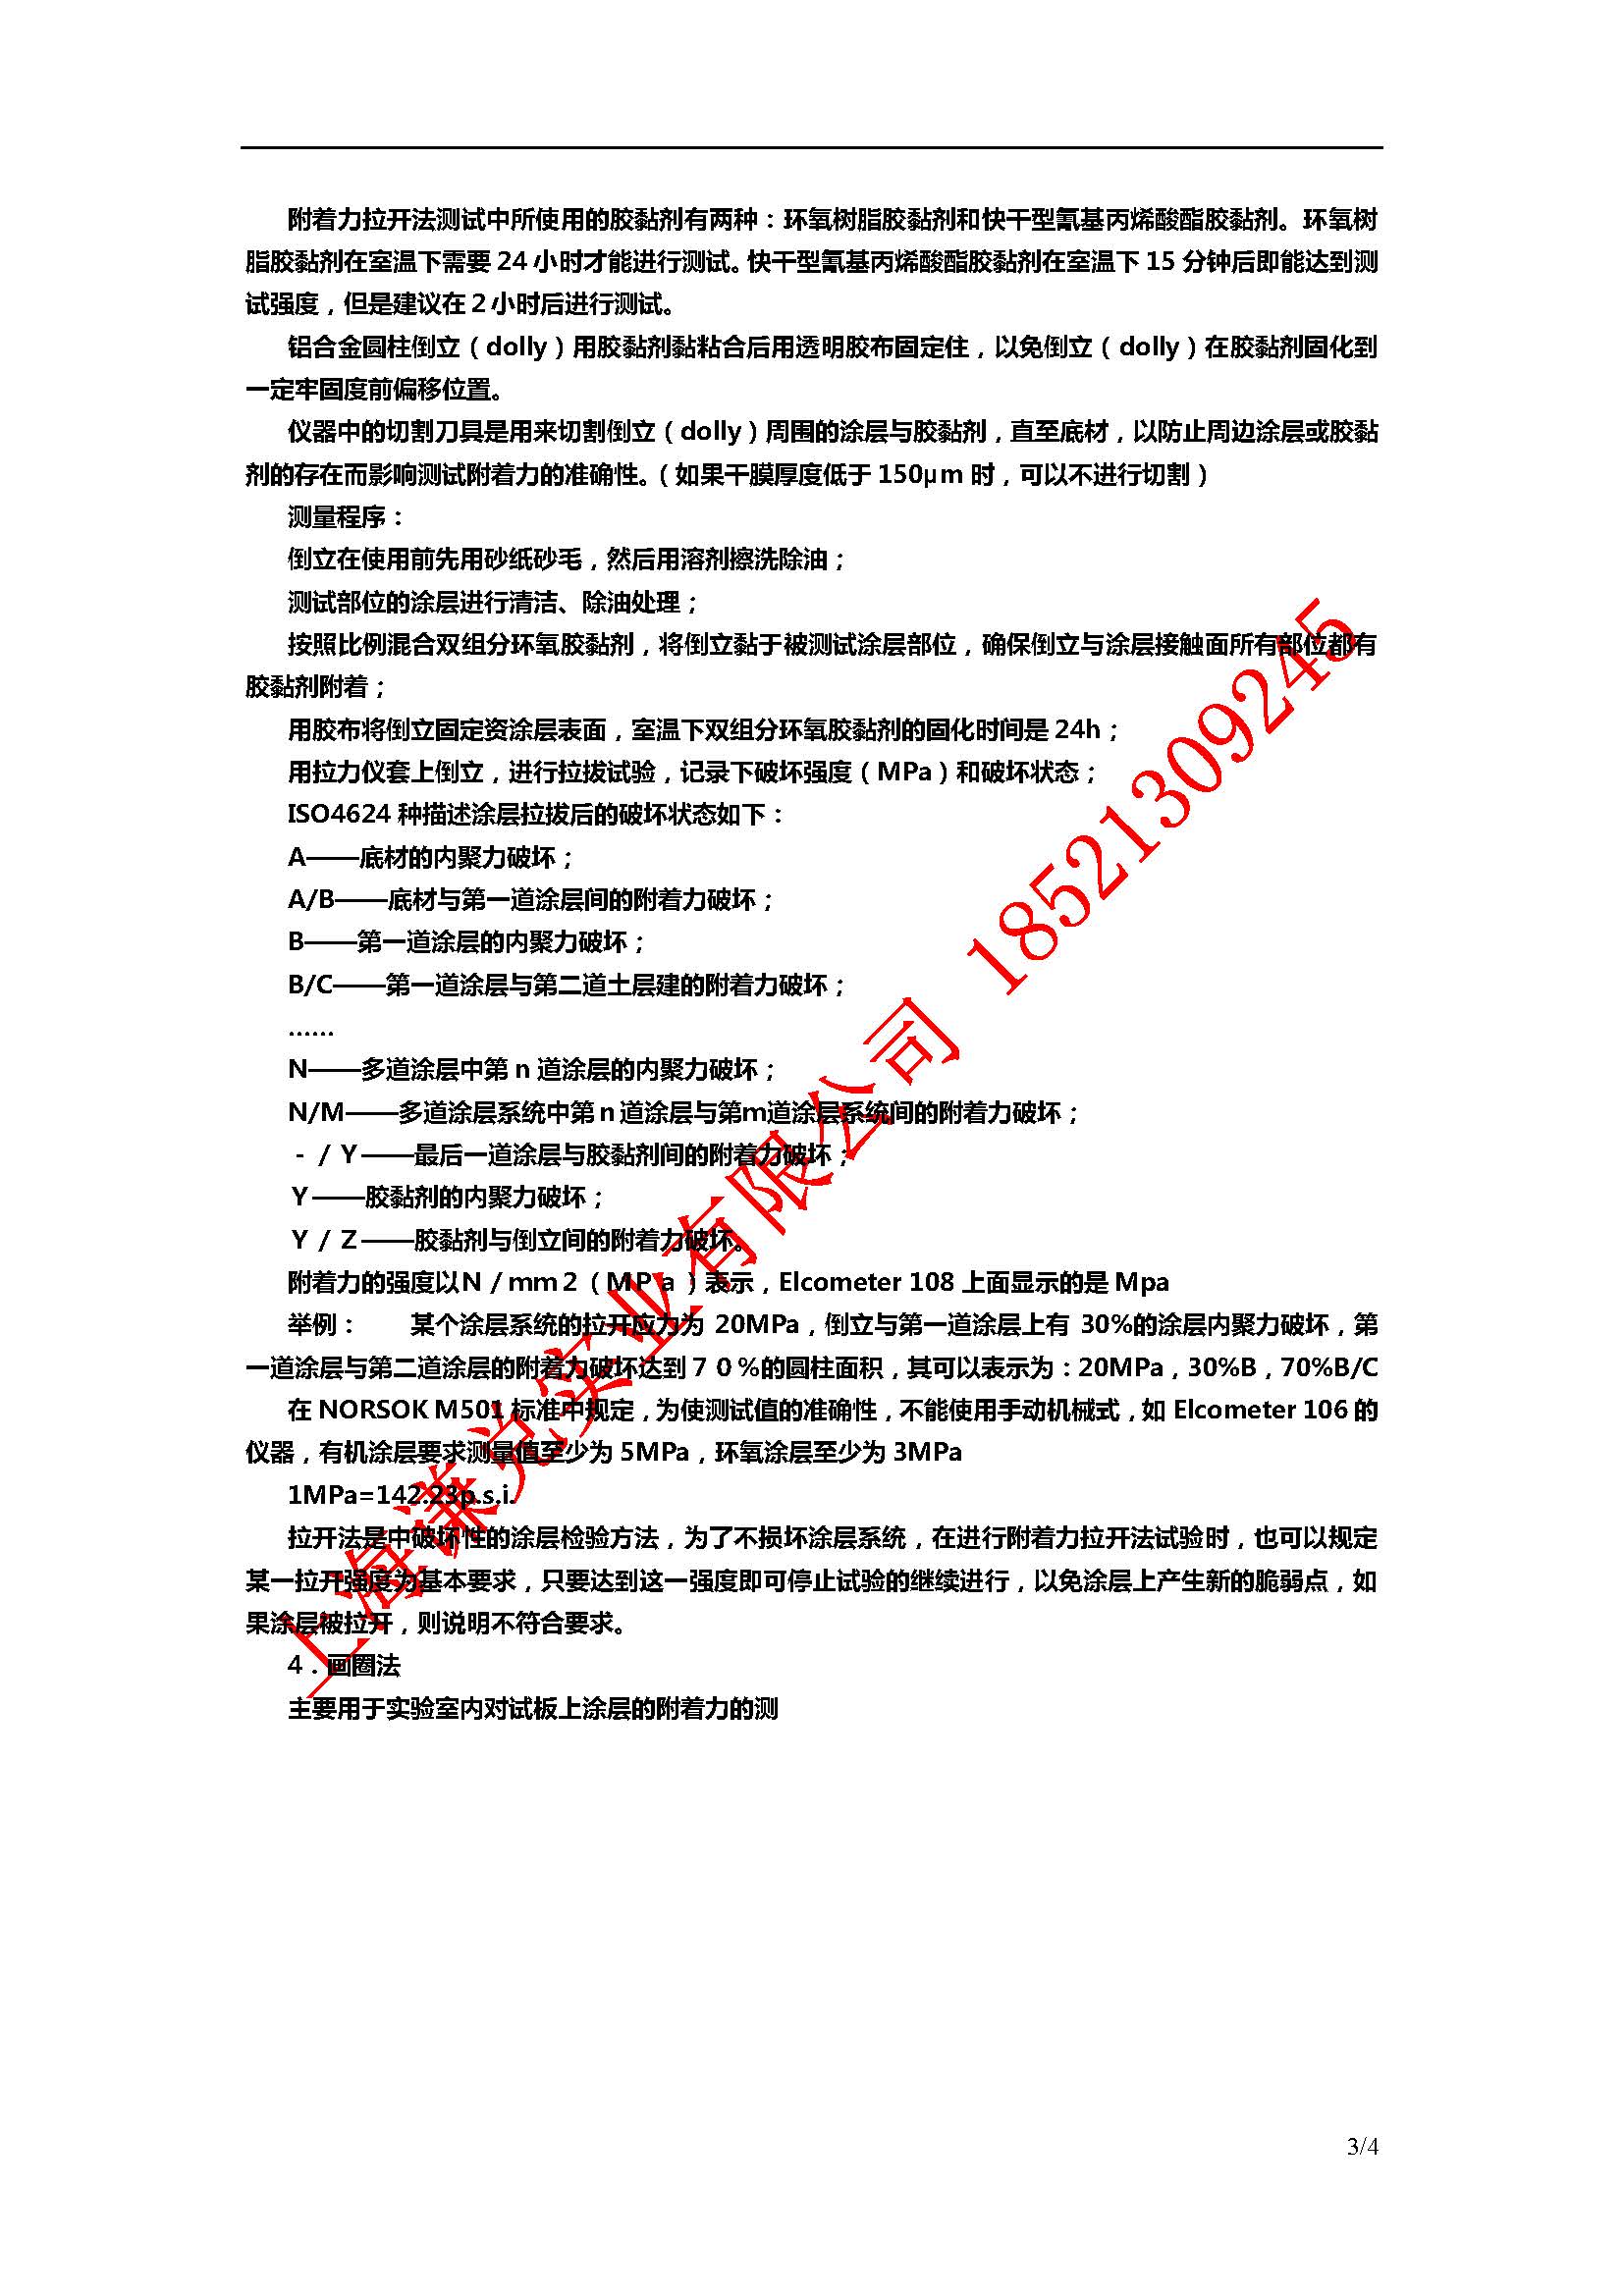 附着力拉开法测试中所使用的胶黏剂有两种：环氧树脂胶黏剂和快干型氰基丙烯酸酯胶黏剂。环氧树
脂胶黏剂在室温下需要 24 小时才能进行测试。快干型氰基丙烯酸酯胶黏剂在室温下 15 分钟后即能达到测
试强度，但是建议在 2 小时后进行测试。
铝合金圆柱倒立（dolly）用胶黏剂黏粘合后用透明胶布固定住，以免倒立（dolly）在胶黏剂固化到
一定牢固度前偏移位置。
仪器中的切割刀具是用来切割倒立（dolly）周围的涂层与胶黏剂，直至底材，以防止周边涂层或胶黏
剂的存在而影响测试附着力的准确性。（如果干膜厚度低于 150μm 时，可以不进行切割）
测量程序：
倒立在使用前先用砂纸砂毛，然后用溶剂擦洗除油；
测试部位的涂层进行清洁、除油处理；
按照比例混合双组分环氧胶黏剂，将倒立黏于被测试涂层部位，确保倒立与涂层接触面所有部位都有
胶黏剂附着；
用胶布将倒立固定资涂层表面，室温下双组分环氧胶黏剂的固化时间是 24h；
用拉力仪套上倒立，进行拉拔试验，记录下破坏强度（MPa）和破坏状态；
ISO4624 种描述涂层拉拔后的破坏状态如下：
A——底材的内聚力破坏；
A/B——底材与第一道涂层间的附着力破坏；
B——第一道涂层的内聚力破坏；
B/C——第一道涂层与第二道土层建的附着力破坏；
……
N——多道涂层中第 n 道涂层的内聚力破坏；
N/M——多道涂层系统中第 n 道涂层与第m道涂层系统间的附着力破坏；
－／Ｙ——最后一道涂层与胶黏剂间的附着力破坏；
Ｙ——胶黏剂的内聚力破坏；
Ｙ／Ｚ——胶黏剂与倒立间的附着力破坏。
附着力的强度以Ｎ／ｍｍ２（ＭＰａ）表示，Elcometer 108 上面显示的是 Mpa
举例： 某个涂层系统的拉开应力为 20MPa，倒立与第一道涂层上有 30%的涂层内聚力破坏，第
一道涂层与第二道涂层的附着力破坏达到７０％的圆柱面积，其可以表示为：20MPa，30%B，70%B/C
在 NORSOK M501 标准中规定，为使测试值的准确性，不能使用手动机械式，如 Elcometer 106 的
仪器，有机涂层要求测量值至少为 5MPa，环氧涂层至少为 3MPa
1MPa=142.23p.s.i.
拉开法是中破坏性的涂层检验方法，为了不损坏涂层系统，在进行附着力拉开法试验时，也可以规定
某一拉开强度为基本要求，只要达到这一强度即可停止试验的继续进行，以免涂层上产生新的脆弱点，如
果涂层被拉开，则说明不符合要求。
4．画圈法
主要用于实验室内对试板上涂层的附着力的测
上海谦兑实业有限公司 18521309245
3/4